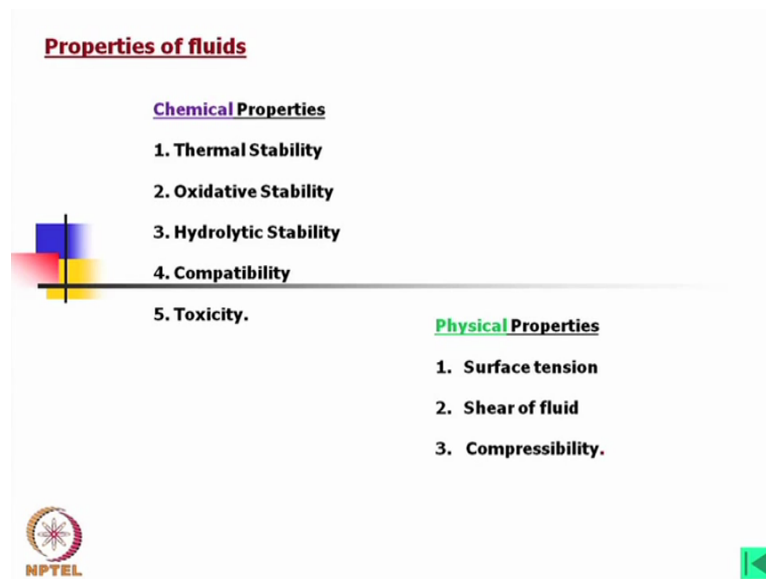 Properties of fluids
Chemical Properties
1. Thermal Stability
2. Oxidative Stability
3. Hydrolytic Stability
4. Compatibility
5. Toxicity.
Physical Properties
1. Surface tension
2. Shear of fluid
3. Compressibility.
NPTEL